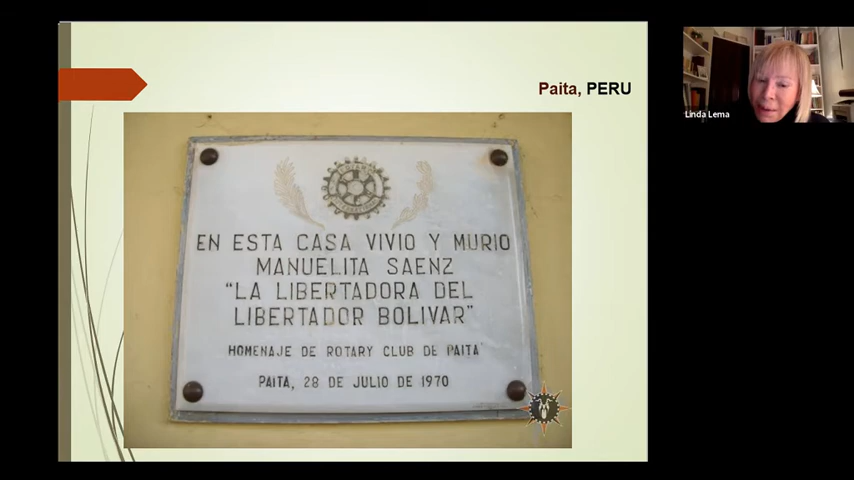 Paita, PERU
Linda Lema
EN ESTA CASA VIVIO Y MURIO
MANUELITA SAENZ
“LA LIBERTADORA DEL
LIBERTADOR BOLIVAR”
HOMENAJE DE ROTARY CLUB DE PAITA
PAITA, 28 DE JULIO DE 1970